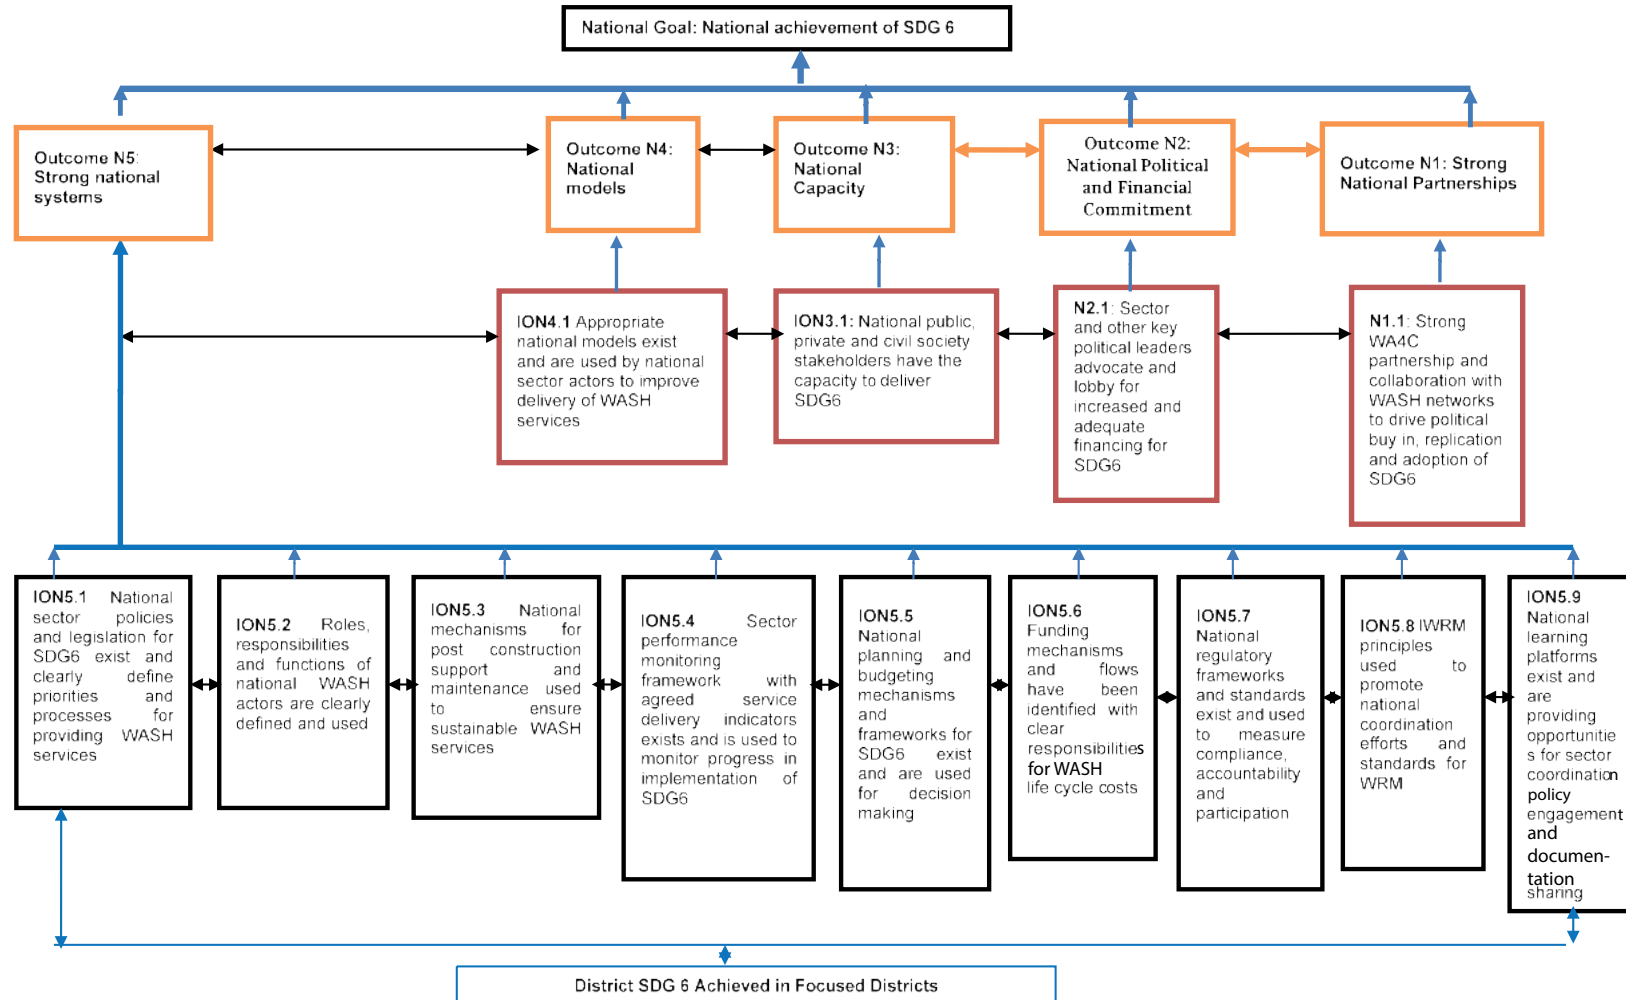 National Goal: National achievement of SDG 6
Outcome N5:
Strong national
systems
Outcome N4:
National
models
Outcome N3:
National
Capacity
Outcome N2:
National Political
and Financial
Commitment
Outcome N1: Strong
National Partnerships
ION4.1 Appropriate
national models exist
and are used by national
sector actors to improve
delivery of WASH
services
ION3.1: National public,
private and civil society
stakeholders have the
capacity to deliver
SDG6
N2.1: Sector
and other key
political leaders
advocate and
lobby for
increased and
adequate
financing for
SDG6
N1.1: Strong
WA4C
partnership and
collaboration with
WASH networks
to drive political
buy in, replication
and adoption of
SDG6
ION5.1 National
sector policies
and legislation for
SDG6 exist and
clearly define
priorities and
processes for
providing WASH
services
ION5.2 Roles,
responsibilities
and functions of
national WASH
actors are clearly
defined and used
ION5.3 National
mechanisms for
post construction
support and
maintenance used
to ensure
sustainable WASH
services
ION5.4 Sector
performance
monitoring
framework with
agreed service
delivery indicators
exists and is used to
monitor progress in
implementation of
SDG6
ION5.5
National
planning and
budgeting
mechanisms
and
frameworks for
SDG6 exist
and are used
for decision
making
ION5.6
Funding
mechanisms
and flows
have been
identified with
clear
responsibilities
for WASH
life cycle costs
ION5.7
National
regulatory
frameworks
and standards
exist and used
to measure
compliance,
accountability
and
participation
ION5.8 IWRM
principles
used to
promote
national
coordination
efforts and
standards for
WRM
ION5.9
National
learning
platforms
exist and
are
providing
opportunitie
s for sector
coordination
policy
engagement
and
documen-
tation
sharing
District SDG 6 Achieved in Focused Districts